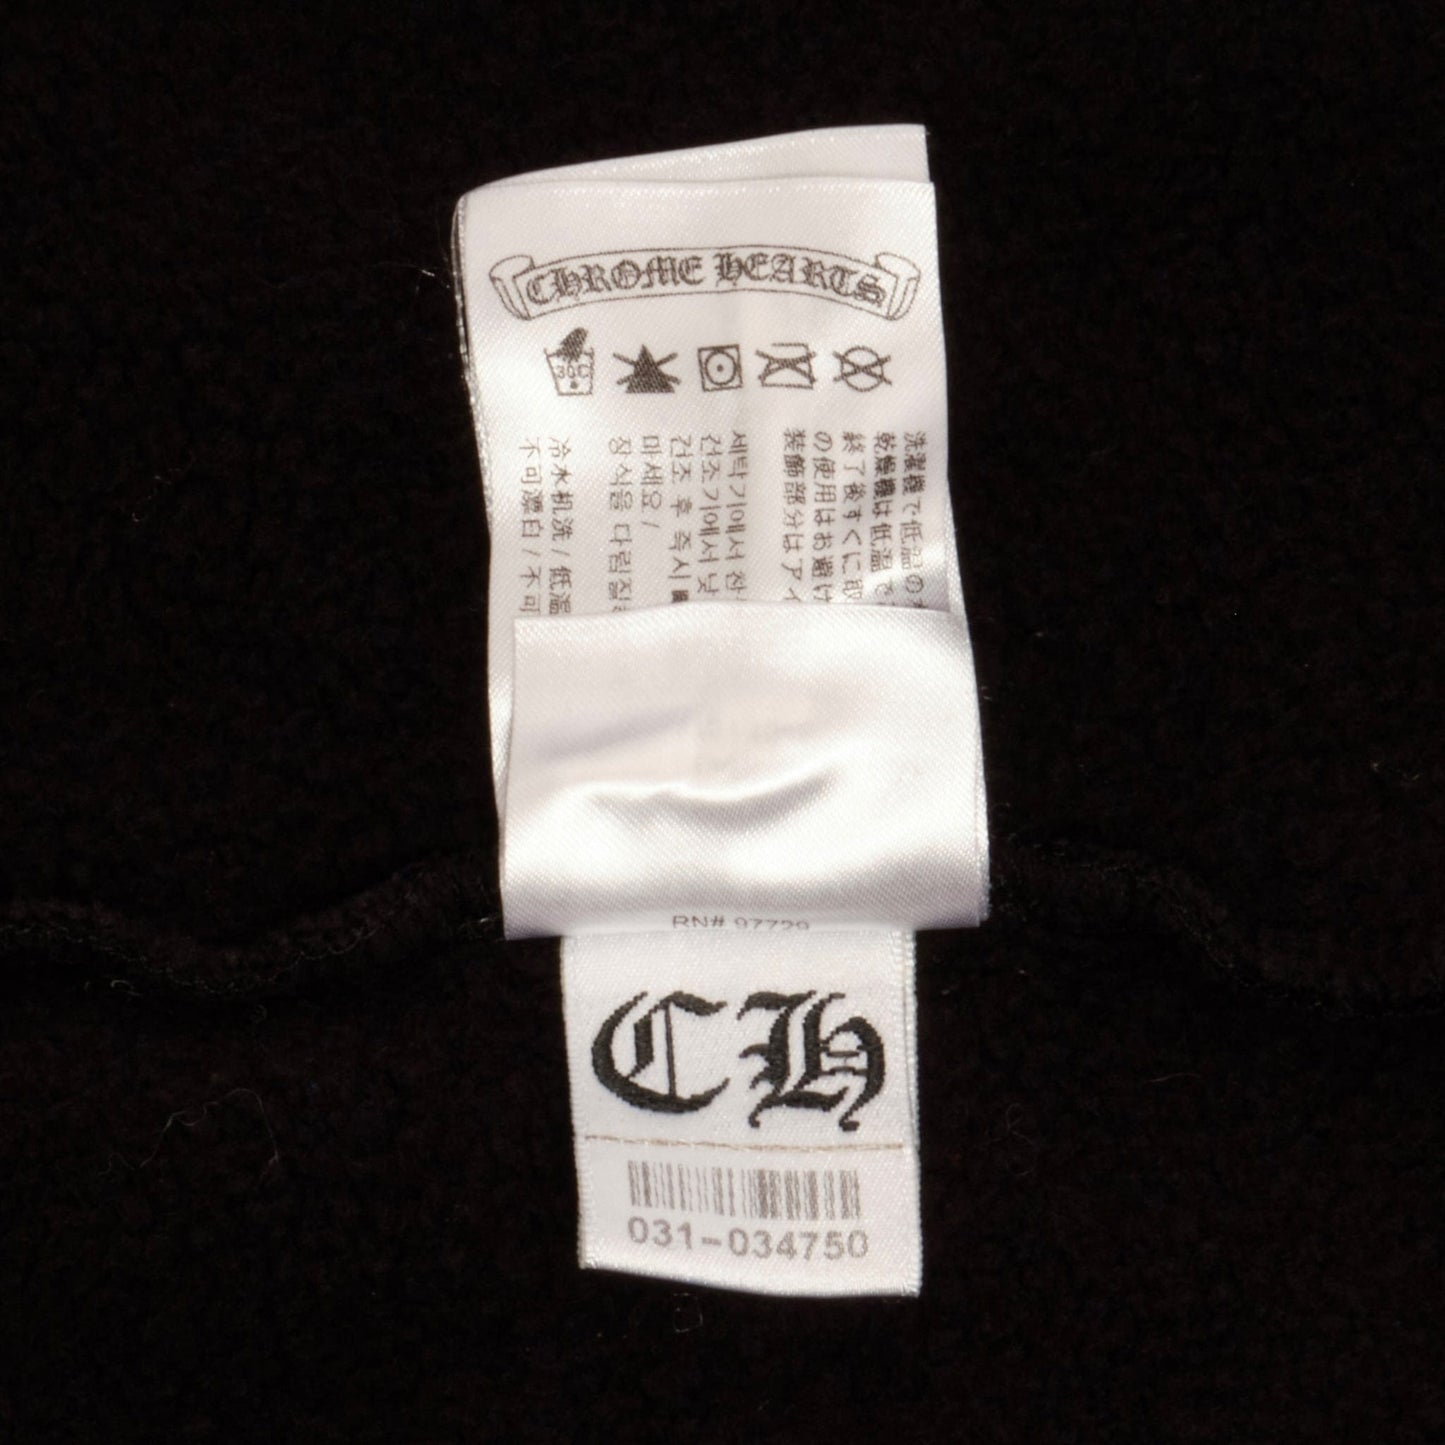 CHROME HEARTS
30C
洗濯機で低温の
乾燥機は低温で
終了後すぐに取
の使用はお避け
装飾部分はアイ
세탁기에서 찬
건조기에서 낮
건조 후 즉시
마세요 /
장식을 다림질
冷水机洗 / 低溫
不可漂白 / 不可
RN# 97729
CH
031-034750